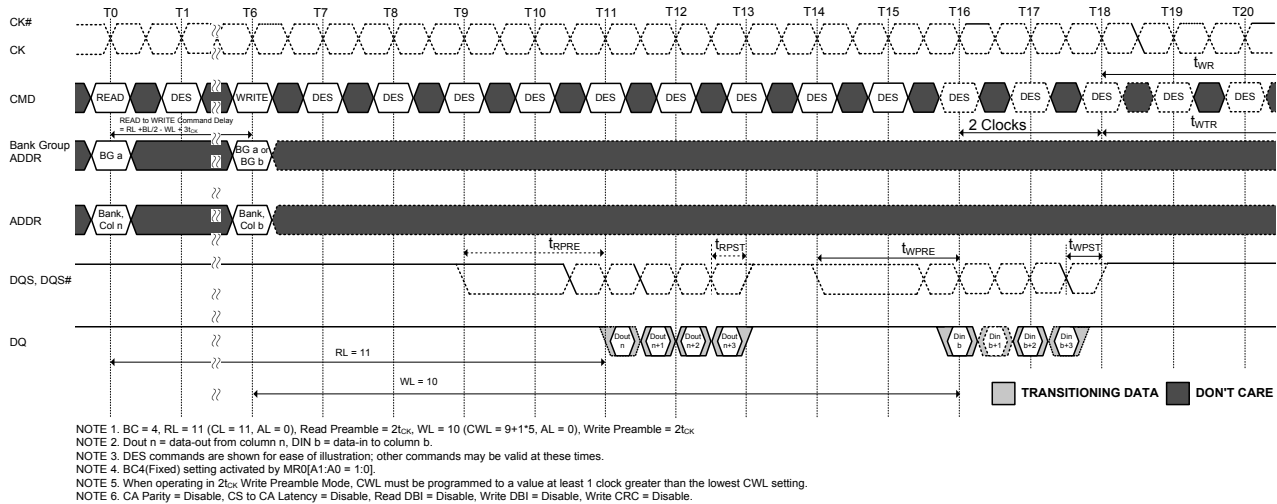 T0 T1 T6 T7 T8 T9 T10 T11 T12 T13 T14 T15 T16 T17 T18 T19 T20
CK#
CK
tWR
CMD READ DES WRITE DES DES DES DES DES DES DES DES DES DES DES DES DES DES
READ to WRITE Command Delay
= RL +BL/2 - WL + 3tCK
2 Clocks
tWTR
Bank Group
ADDR
BG a
BG a or
BG b
ADDR
Bank,
Col n
Bank,
Col b
tRPRE tRPST tWPRE tWPST
DQS, DQS#
DQ
Dout
n
Dout
n+1
Dout
n+2
Dout
n+3
Din
b
Din
b+1
Din
b+2
Din
b+3
RL = 11
WL = 10
TRANSITIONING DATA DON'T CARE
NOTE 1. BC = 4, RL = 11 (CL = 11, AL = 0), Read Preamble = 2tCK, WL = 10 (CWL = 9+1*5, AL = 0), Write Preamble = 2tCK
NOTE 2. Dout n = data-out from column n, DIN b = data-in to column b.
NOTE 3. DES commands are shown for ease of illustration; other commands may be valid at these times.
NOTE 4. BC4(Fixed) setting activated by MR0[A1:A0 = 1:0].
NOTE 5. When operating in 2tCK Write Preamble Mode, CWL must be programmed to a value at least 1 clock greater than the lowest CWL setting.
NOTE 6. CA Parity = Disable, CS to CA Latency = Disable, Read DBI = Disable, Write DBI = Disable, Write CRC = Disable.